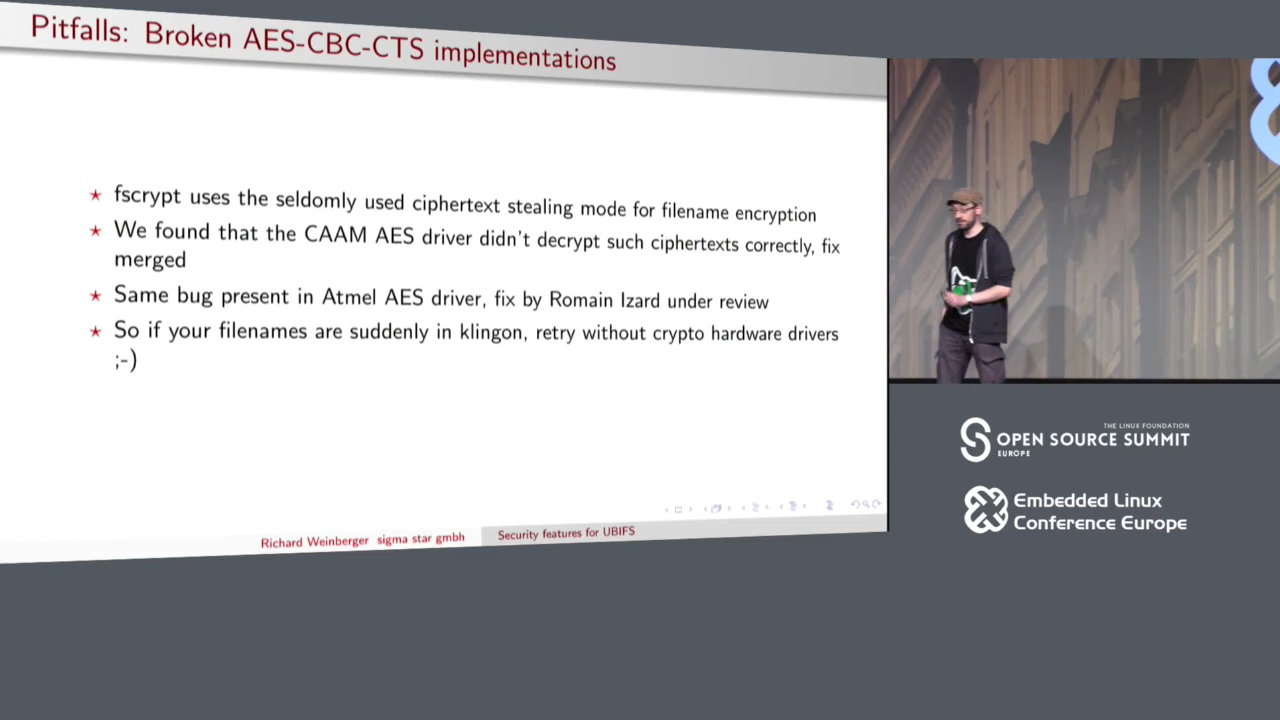 Pitfalls: Broken AES-CBC-CTS implementations
★ fscrypt uses the seldomly used ciphertext stealing mode for filename encryption
★ We found that the CAAM AES driver didn't decrypt such ciphertexts correctly, fix
merged
★ Same bug present in Atmel AES driver, fix by Romain Izard under review
★ So if your filenames are suddenly in klingon, retry without crypto hardware drivers
;-)
Richard Weinberger sigma star gmbh
Security features for UBIFS
THE LINUX FOUNDATION
OPEN SOURCE SUMMIT
EUROPE
Embedded Linux
Conference Europe